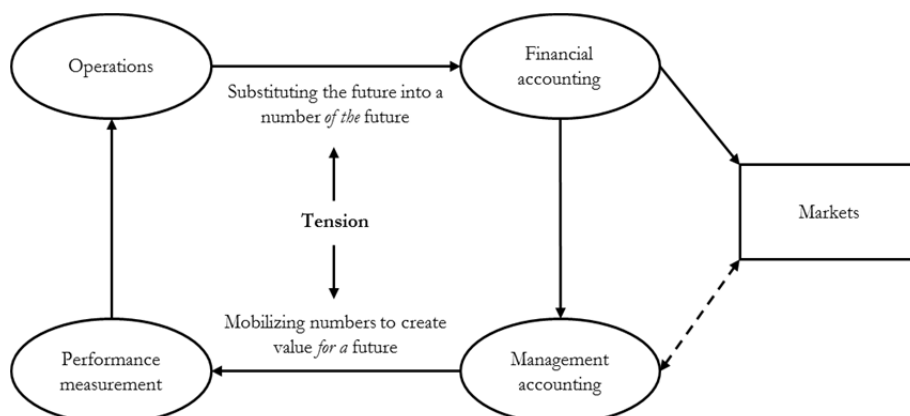 Operations
Financial
accounting
Substituting the future into a
number of the future
Markets
Tension
Mobilizing numbers to create
value for a future
Performance
measurement
Management
accounting